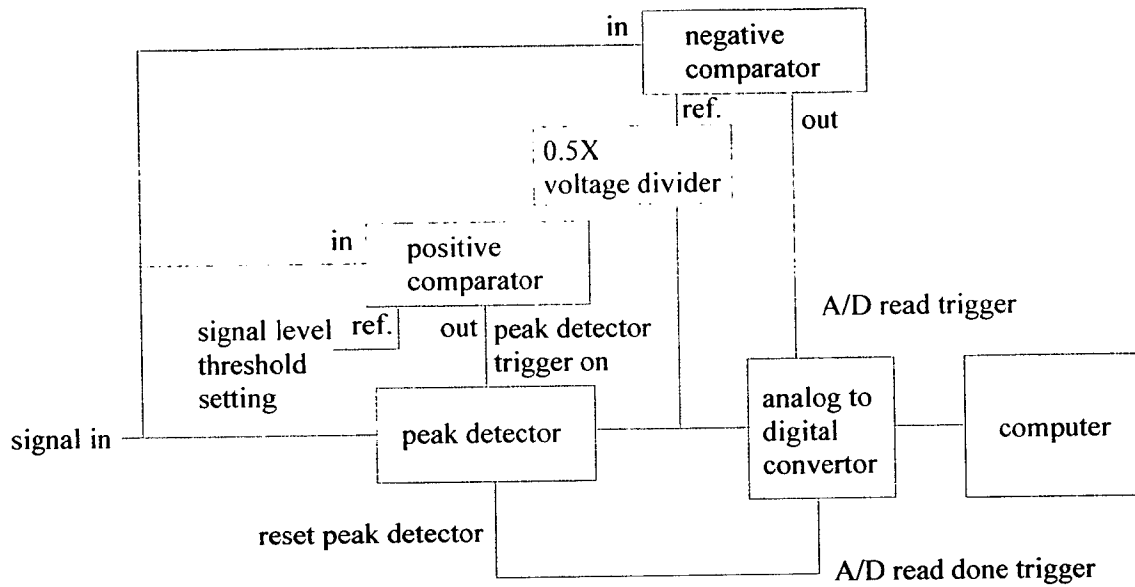 in
negative
comparator
ref.
out
0.5X
voltage divider
in
positive
comparator
A/D read trigger
signal level
threshold
setting
ref.
out
peak detector
trigger on
signal in
peak detector
analog to
digital
convertor
computer
reset peak detector
A/D read done trigger